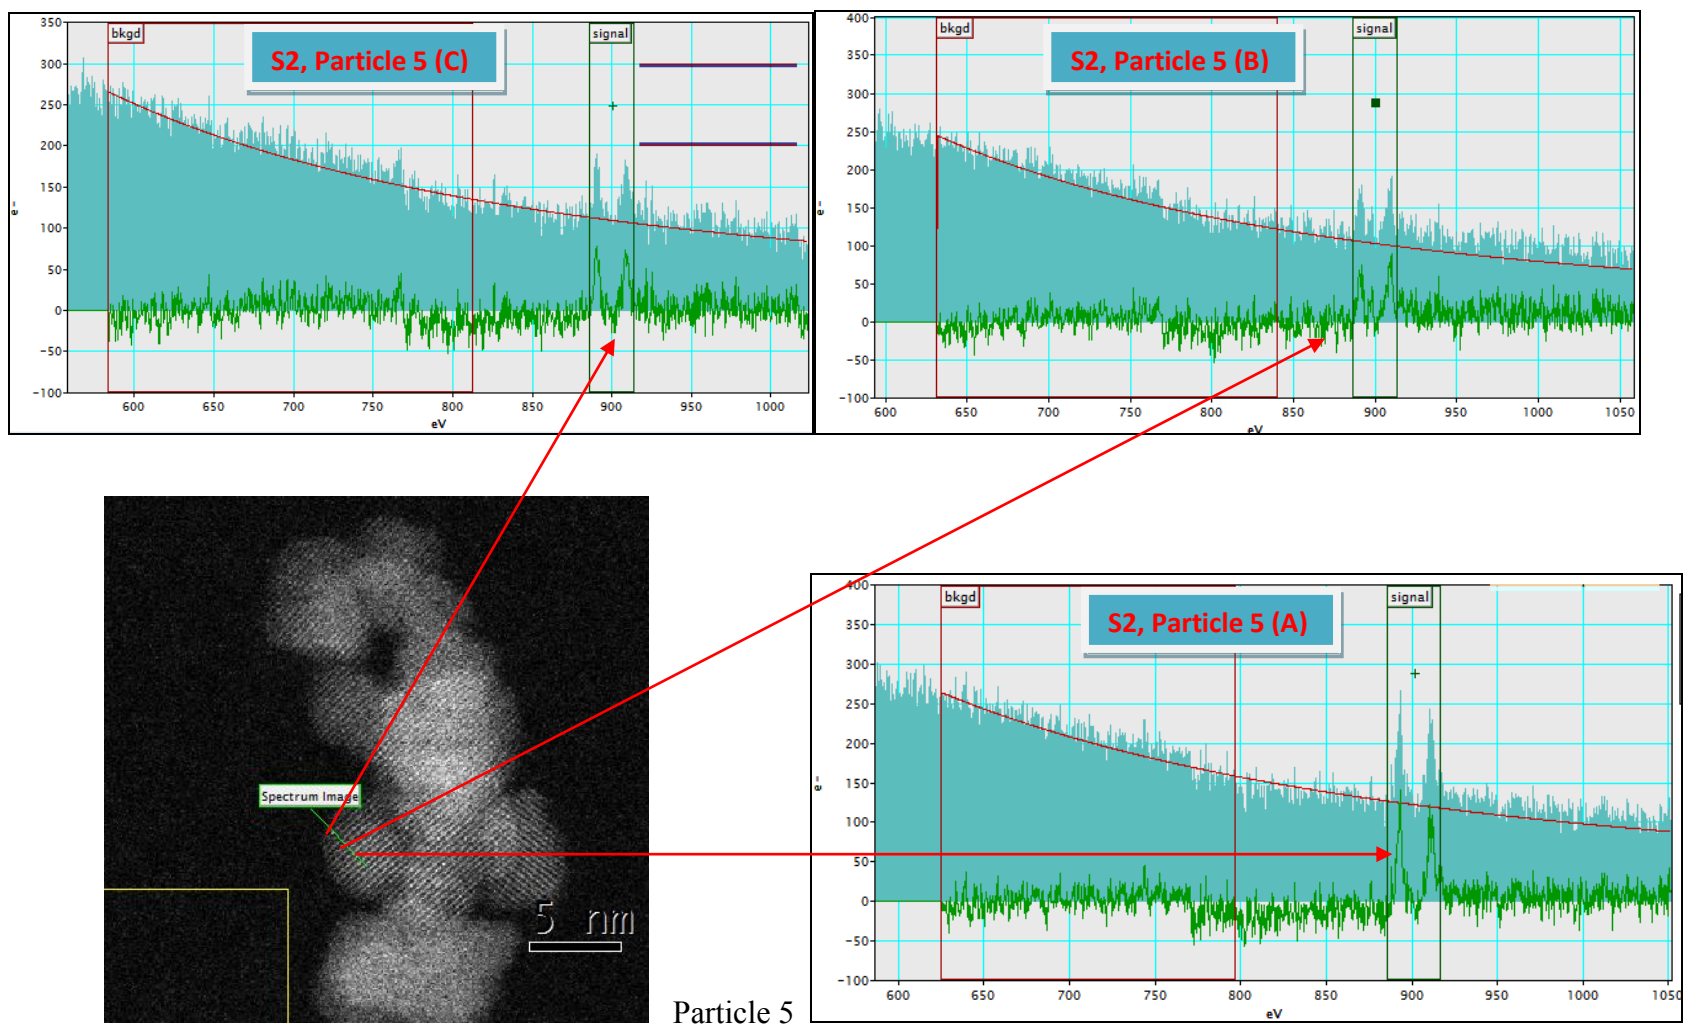 350
300
250
200
150
100
50
0
−50
−100
e-
bkgd
S2, Particle 5 (C)
signal
600 650 700 750 800 850 900 950 1000
eV
400
350
300
250
200
150
100
50
0
−50
−100
e-
bkgd
S2, Particle 5 (B)
signal
600 650 700 750 800 850 900 950 1000 1050
eV
Spectrum Image
5 nm
Particle 5
400
350
300
250
200
150
100
50
0
−50
−100
e-
bkgd
S2, Particle 5 (A)
signal
600 650 700 750 800 850 900 950 1000 1050
eV